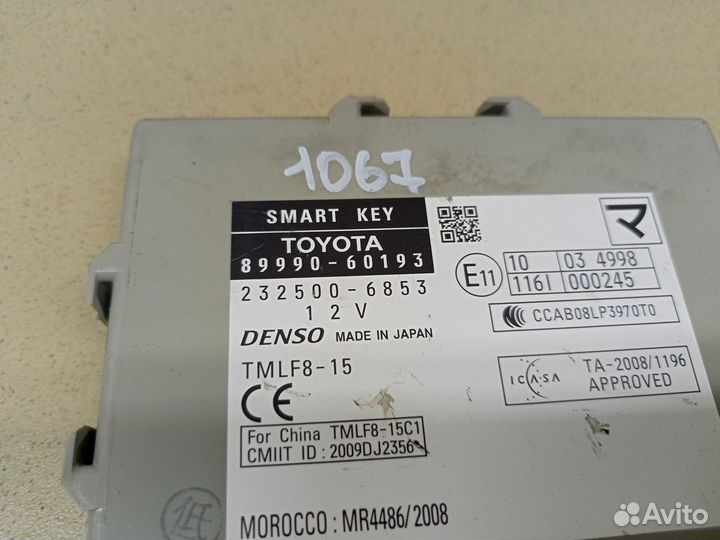 1067
SMART KEY
TOYOTA
89990-60193
232500-6853
12V
DENSO MADE IN JAPAN
TMLF8-15
CE
For China TMLF8-15C1
CMIIT ID : 2009DJ2356
MOROCCO : MR4486/2008
E11
10 03 4998
116I 000245
CCAB08LP3970T0
ICASA TA-2008/1196
APPROVED
Avito